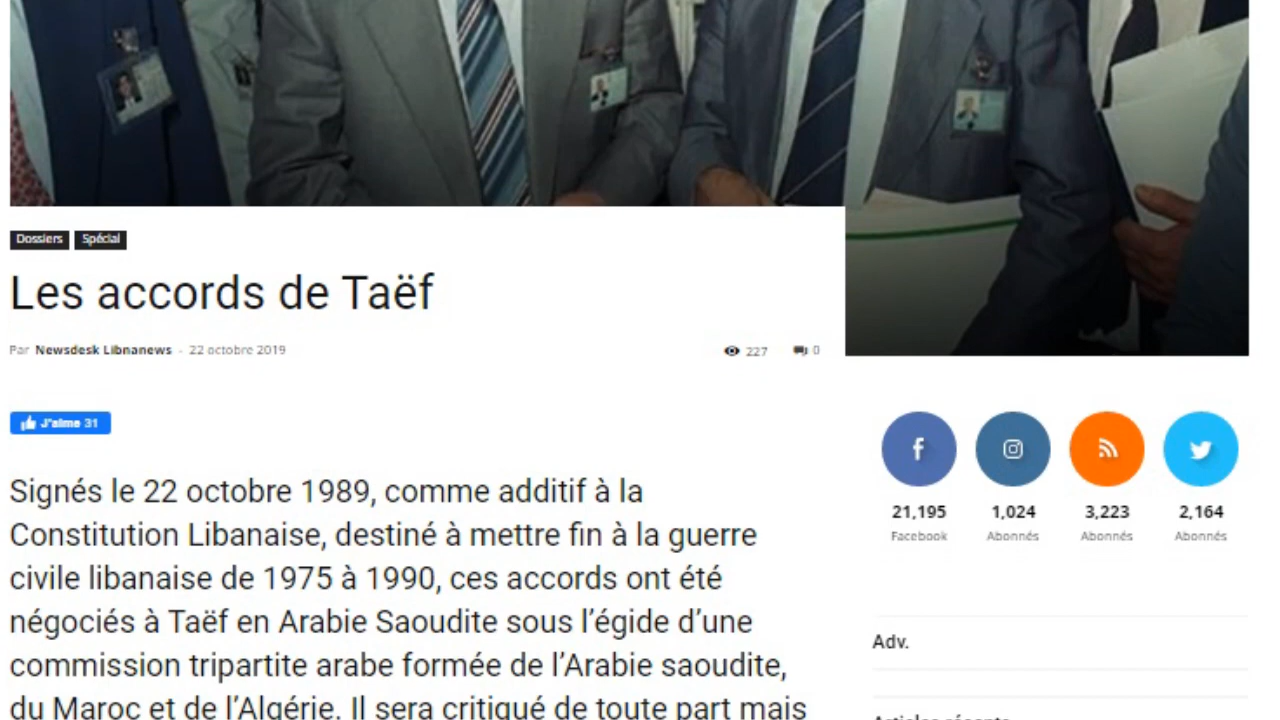 Dossiers Spécial
Les accords de Taëf
Par Newsdesk Libnanews - 22 octobre 2019
227 0
J'aime 31
Signés le 22 octobre 1989, comme additif à la
Constitution Libanaise, destiné à mettre fin à la guerre
civile libanaise de 1975 à 1990, ces accords ont été
négociés à Taëf en Arabie Saoudite sous l’égide d’une
commission tripartite arabe formée de l’Arabie saoudite,
du Maroc et de l’Algérie. Il sera critiqué de toute part mais
21,195 1,024 3,223 2,164
Facebook Abonnés Abonnés Abonnés
Adv.
Articles récents